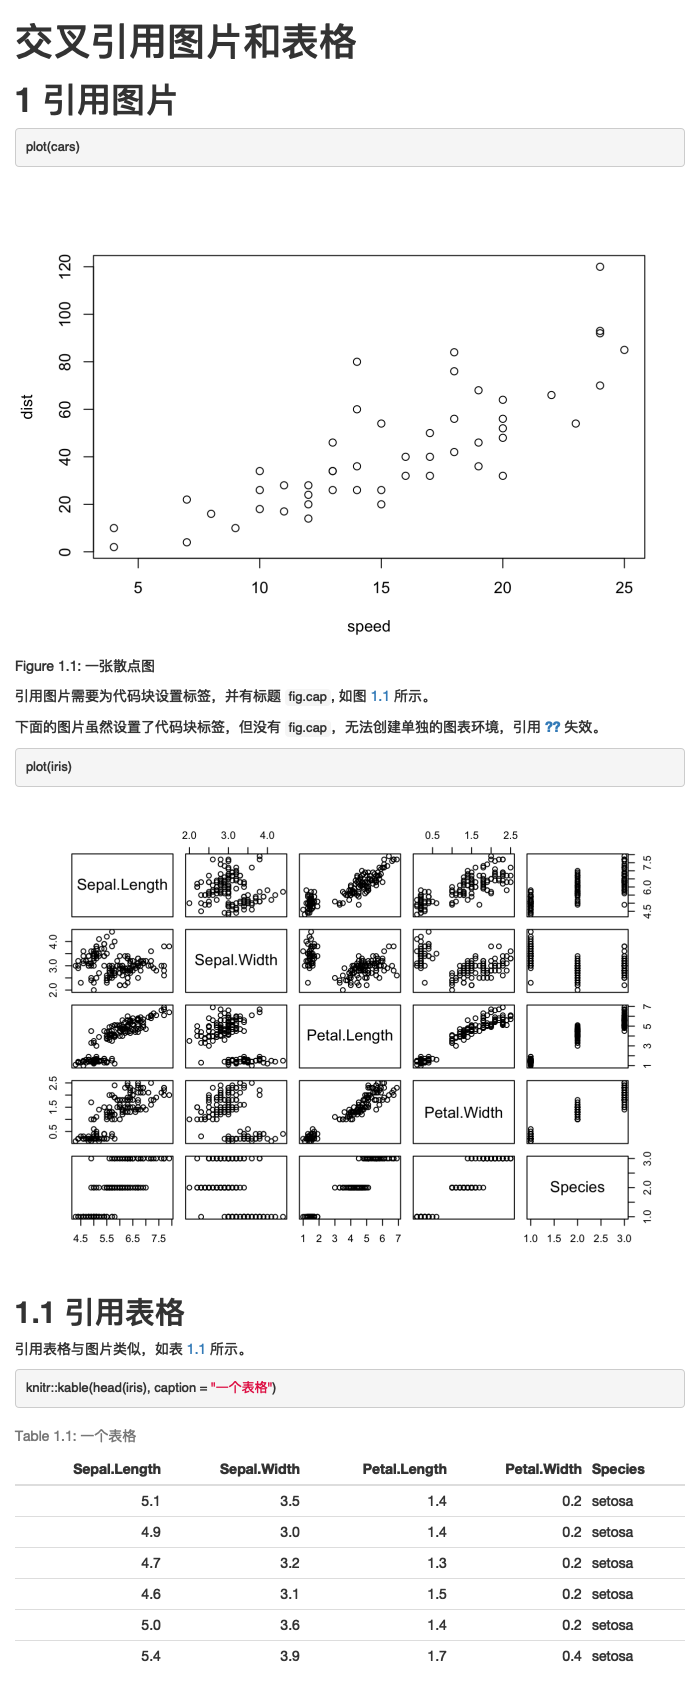 交叉引用图片和表格
1 引用图片
plot(cars)
120
100
80
60
40
20
0
dist
5 10 15 20 25
speed
Figure 1.1: 一张散点图
引用图片需要为代码块设置标签，并有标题 fig.cap , 如图 1.1 所示。
下面的图片虽然设置了代码块标签，但没有 fig.cap ，无法创建单独的图表环境，引用 ?? 失效。
plot(iris)
2.0 3.0 4.0 0.5 1.5 2.5
Sepal.Length
7.5
6.0
4.5
4.0
3.0
2.0
Sepal.Width
Petal.Length
7
5
3
1
2.5
1.5
0.5
Petal.Width
Species
3.0
2.0
1.0
4.5 5.5 6.5 7.5 1 2 3 4 5 6 7 1.0 1.5 2.0 2.5 3.0
1.1 引用表格
引用表格与图片类似，如表 1.1 所示。
knitr::kable(head(iris), caption = "一个表格")
Table 1.1: 一个表格
Sepal.Length Sepal.Width Petal.Length Petal.Width Species
5.1 3.5 1.4 0.2 setosa
4.9 3.0 1.4 0.2 setosa
4.7 3.2 1.3 0.2 setosa
4.6 3.1 1.5 0.2 setosa
5.0 3.6 1.4 0.2 setosa
5.4 3.9 1.7 0.4 setosa